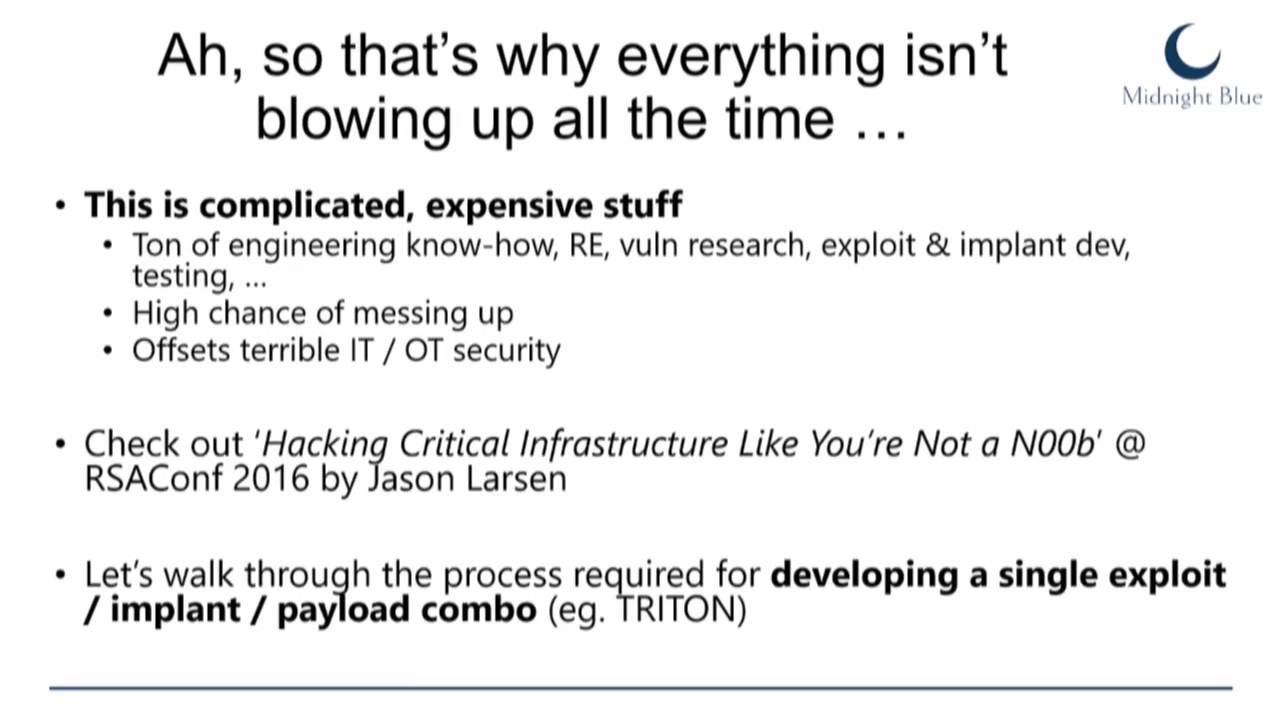 Ah, so that’s why everything isn’t
blowing up all the time …
Midnight Blue
• This is complicated, expensive stuff
• Ton of engineering know-how, RE, vuln research, exploit & implant dev,
testing, …
• High chance of messing up
• Offsets terrible IT / OT security
• Check out ‘Hacking Critical Infrastructure Like You’re Not a N00b’ @
RSAConf 2016 by Jason Larsen
• Let’s walk through the process required for developing a single exploit
/ implant / payload combo (eg. TRITON)